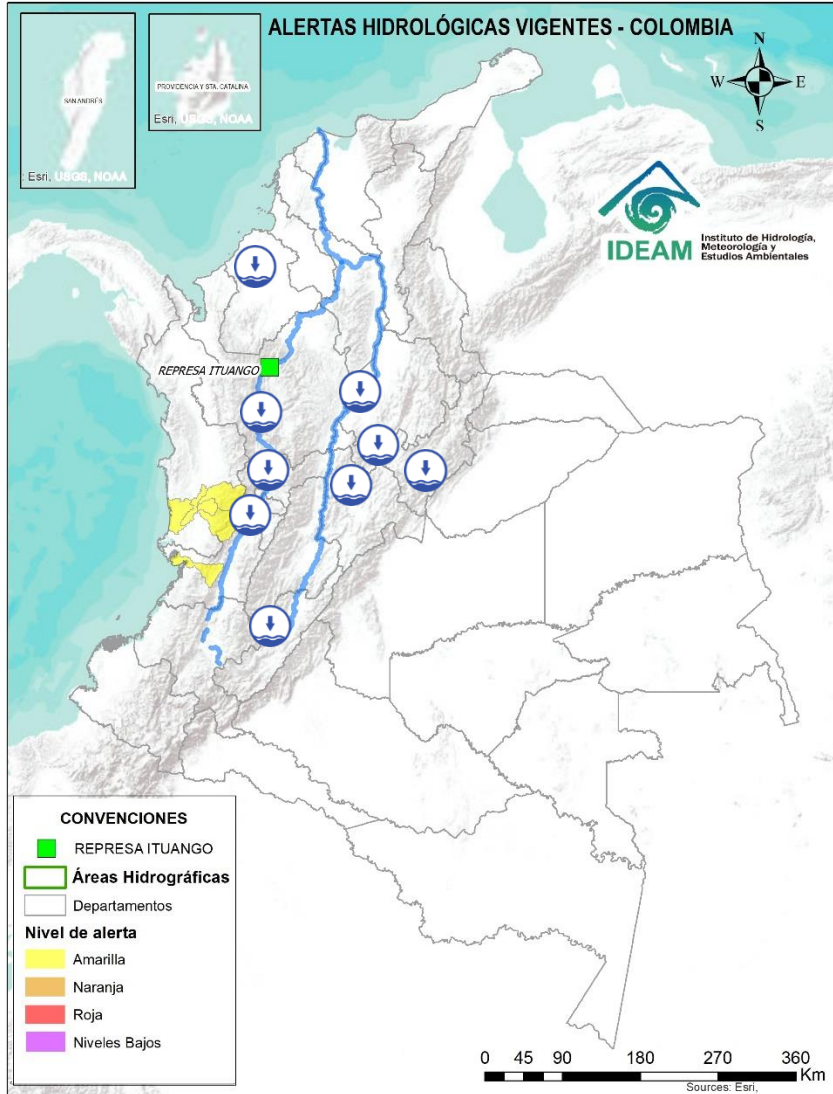 ALERTAS HIDROLÓGICAS VIGENTES - COLOMBIA
SAN ANDRÉS
Esri, USGS, NOAA
PROVIDENCIA Y STA. CATALINA
Esri, USGS, NOAA
N
W
E
S
IDEAM
Instituto de Hidrología,
Meteorología y
Estudios Ambientales
REPRESA ITUANGO
CONVENCIONES
REPRESA ITUANGO
Áreas Hidrográficas
Departamentos
Nivel de alerta
Amarilla
Naranja
Roja
Niveles Bajos
0 45 90 180 270 360
Km
Sources: Esri,